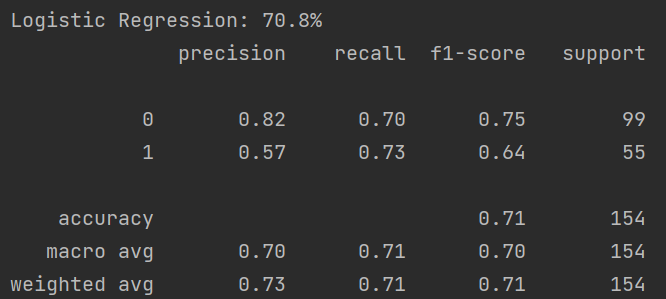 Logistic Regression: 70.8%
precision recall f1-score support
0 0.82 0.70 0.75 99
1 0.57 0.73 0.64 55
accuracy 0.71 154
macro avg 0.70 0.71 0.70 154
weighted avg 0.73 0.71 0.71 154